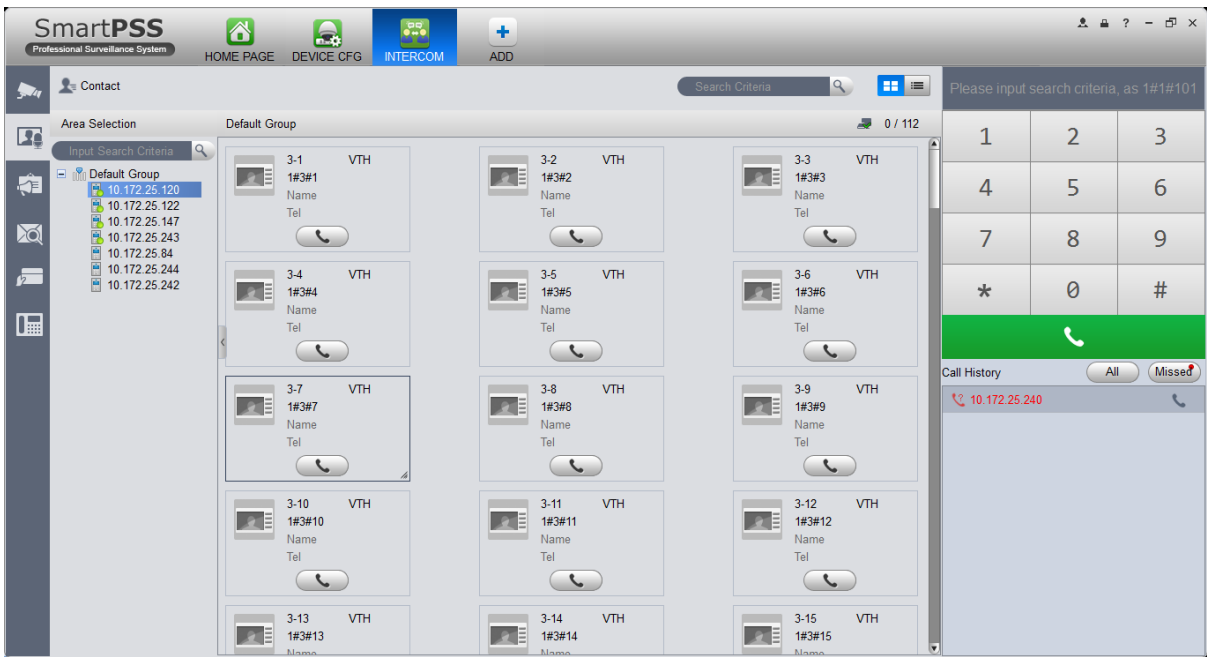 SmartPSS
Professional Surveillance System
HOME PAGE
DEVICE CFG
INTERCOM
ADD
?
Contact
Search Criteria
Please input search criteria, as 1#1#101
Area Selection
Default Group
0 / 112
Input Search Criteria
Default Group
10.172.25.120
10.172.25.122
10.172.25.147
10.172.25.243
10.172.25.84
10.172.25.244
10.172.25.242
3-1 VTH
1#3#1
Name
Tel
3-2 VTH
1#3#2
Name
Tel
3-3 VTH
1#3#3
Name
Tel
3-4 VTH
1#3#4
Name
Tel
3-5 VTH
1#3#5
Name
Tel
3-6 VTH
1#3#6
Name
Tel
3-7 VTH
1#3#7
Name
Tel
3-8 VTH
1#3#8
Name
Tel
3-9 VTH
1#3#9
Name
Tel
3-10 VTH
1#3#10
Name
Tel
3-11 VTH
1#3#11
Name
Tel
3-12 VTH
1#3#12
Name
Tel
3-13 VTH
1#3#13
Name
3-14 VTH
1#3#14
Name
3-15 VTH
1#3#15
Name
1 2 3
4 5 6
7 8 9
* 0 #
Call History
All
Missed
10.172.25.240